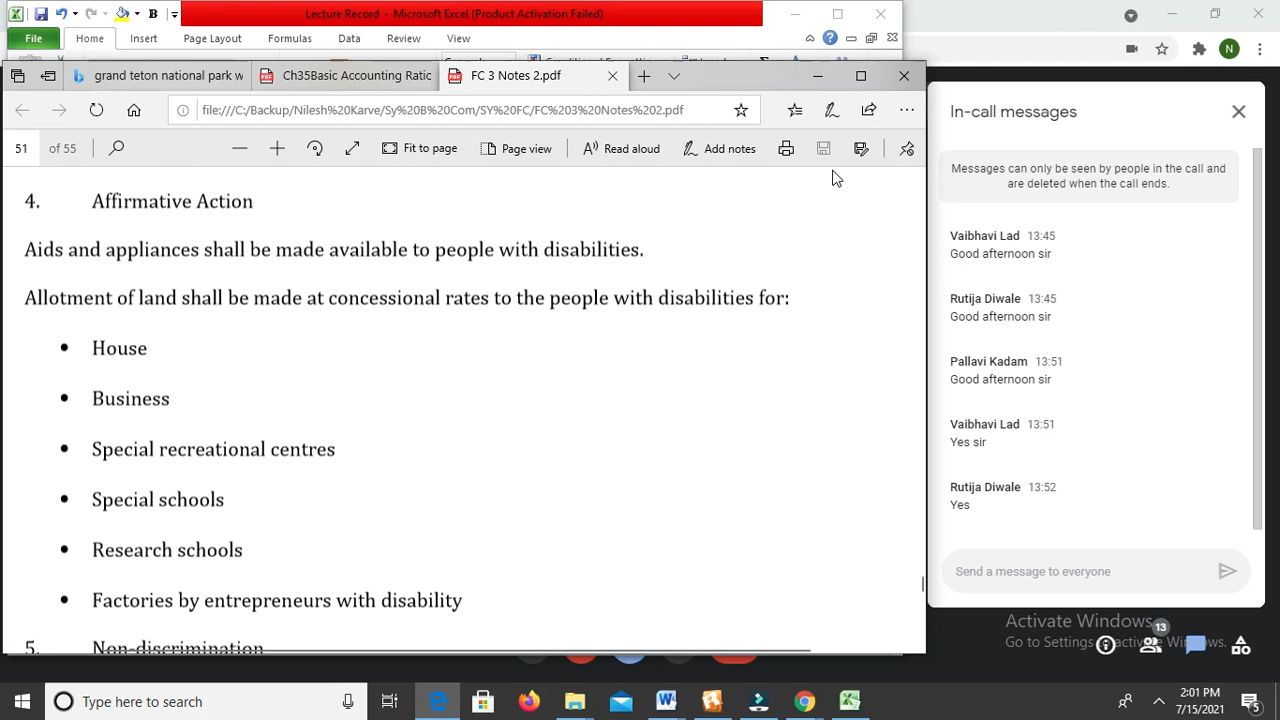 Lecture Record - Microsoft Excel (Product Activation Failed)
File Home Insert Page Layout Formulas Data Review View
grand teton national park w
Ch35Basic Accounting Ratic
FC 3 Notes 2.pdf
file:///C:/Backup/Nilesh%20Karve/Sy%20B%20Com/SY%20FC/FC%203%20Notes%202.pdf
51 of 55
Fit to page
Page view
Read aloud
Add notes
4. Affirmative Action
Aids and appliances shall be made available to people with disabilities.
Allotment of land shall be made at concessional rates to the people with disabilities for:
• House
• Business
• Special recreational centres
• Special schools
• Research schools
• Factories by entrepreneurs with disability
5. Non-discrimination
N
In-call messages
Messages can only be seen by people in the call and
are deleted when the call ends.
Vaibhavi Lad 13:45
Good afternoon sir
Rutija Diwale 13:45
Good afternoon sir
Pallavi Kadam 13:51
Good afternoon sir
Vaibhavi Lad 13:51
Yes sir
Rutija Diwale 13:52
Yes
Send a message to everyone
Activate Windows
Go to Settings to activate Windows.
13
Type here to search
2:01 PM
7/15/2021
5